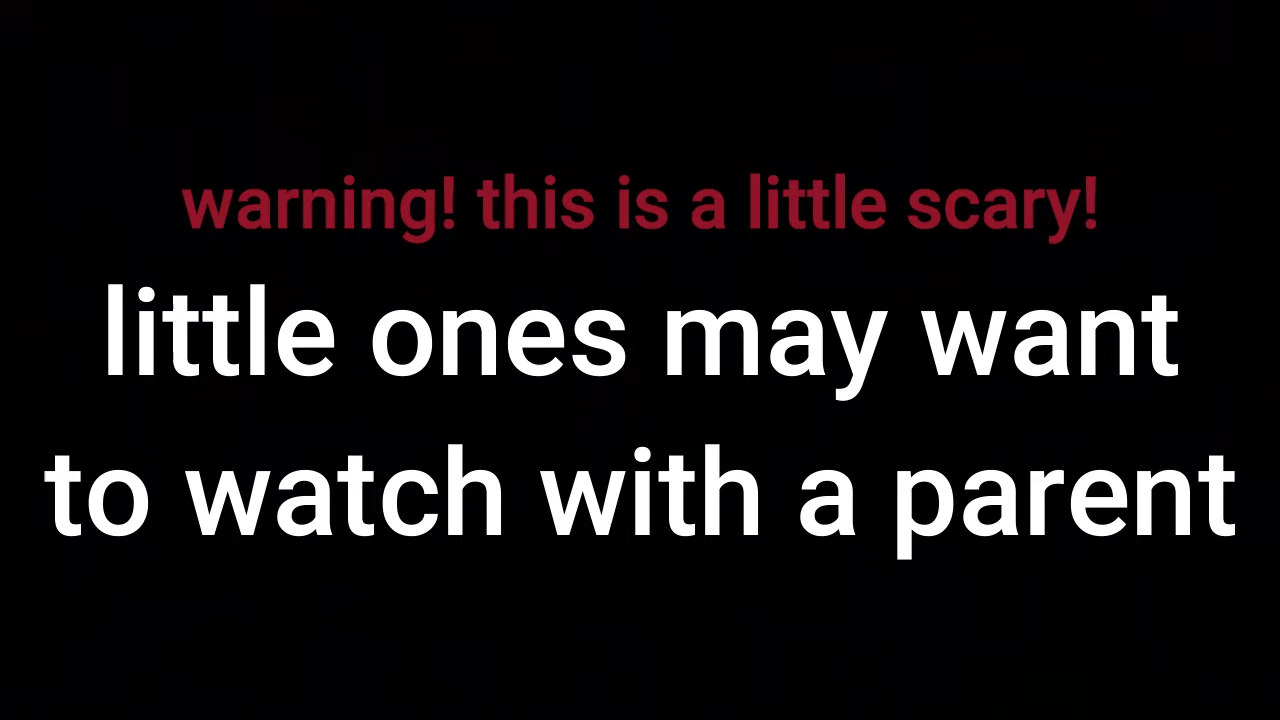 warning! this is a little scary!
little ones may want
to watch with a parent